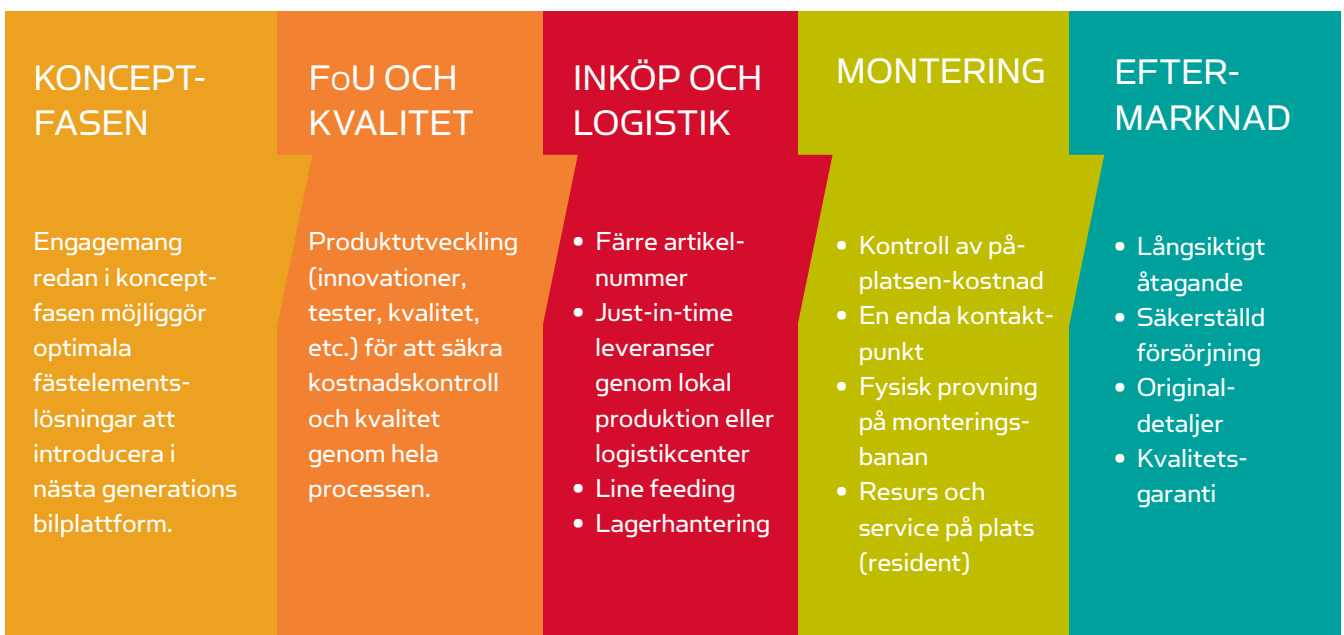 KONCEPT-
FASEN
Engagemang
redan i koncept-
fasen möjliggör
optimala
fästelements-
lösningar att
introducera i
nästa generations
bilplattform.
FoU OCH
KVALITET
Produktutveckling
(innovationer,
tester, kvalitet,
etc.) för att säkra
kostnadskontroll
och kvalitet
genom hela
processen.
INKÖP OCH
LOGISTIK
• Färre artikel-
nummer
• Just-in-time
leveranser
genom lokal
produktion eller
logistikcenter
• Line feeding
• Lagerhantering
MONTERING
• Kontroll av på-
platsen-kostnad
• En enda kontakt-
punkt
• Fysisk provning
på monterings-
banan
• Resurs och
service på plats
(resident)
EFTER-
MARKNAD
• Långsiktigt
åtagande
• Säkerställd
försörjning
• Original-
detaljer
• Kvalitets-
garanti